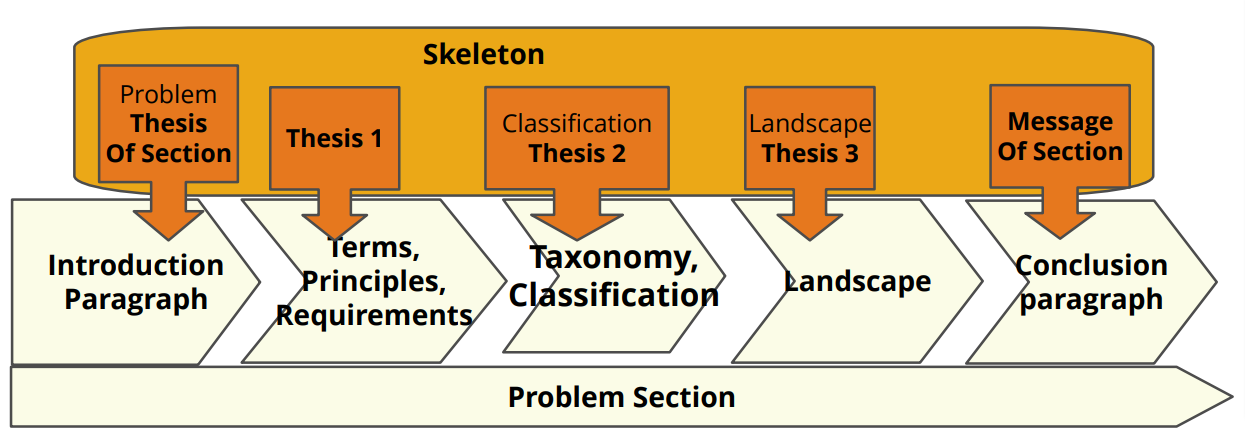 Skeleton
Problem
Thesis
Of Section
Thesis 1
Classification
Thesis 2
Landscape
Thesis 3
Message
Of Section
Introduction
Paragraph
Terms,
Principles,
Requirements
Taxonomy,
Classification
Landscape
Conclusion
paragraph
Problem Section